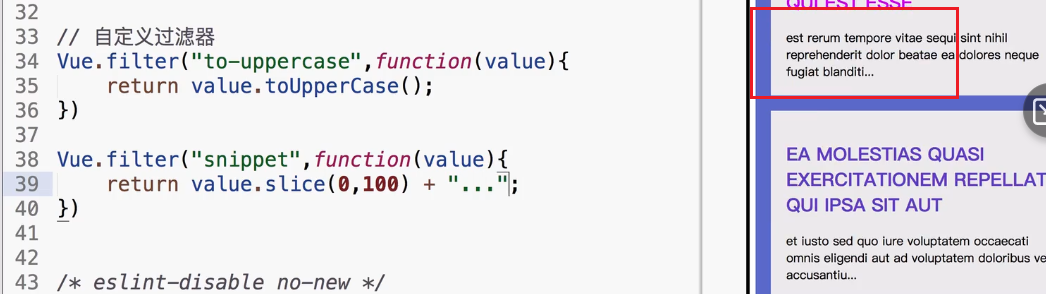 32
33 // 自定义过滤器
34 Vue.filter("to-uppercase",function(value){
35 return value.toUpperCase();
36 })
37
38 Vue.filter("snippet",function(value){
39 return value.slice(0,100) + "...";
40 })
41
42
43 /* eslint-disable no-new */
QUI EST ESSE
est rerum tempore vitae sequi sint nihil
reprehenderit dolor beatae ea dolores neque
fugiat blanditi...
EA MOLESTIAS QUASI
EXERCITATIONEM REPELLAT
QUI IPSA SIT AUT
et iusto sed quo iure voluptatem occaecati
omnis eligendi aut ad voluptatem doloribus ve
accusantiu...